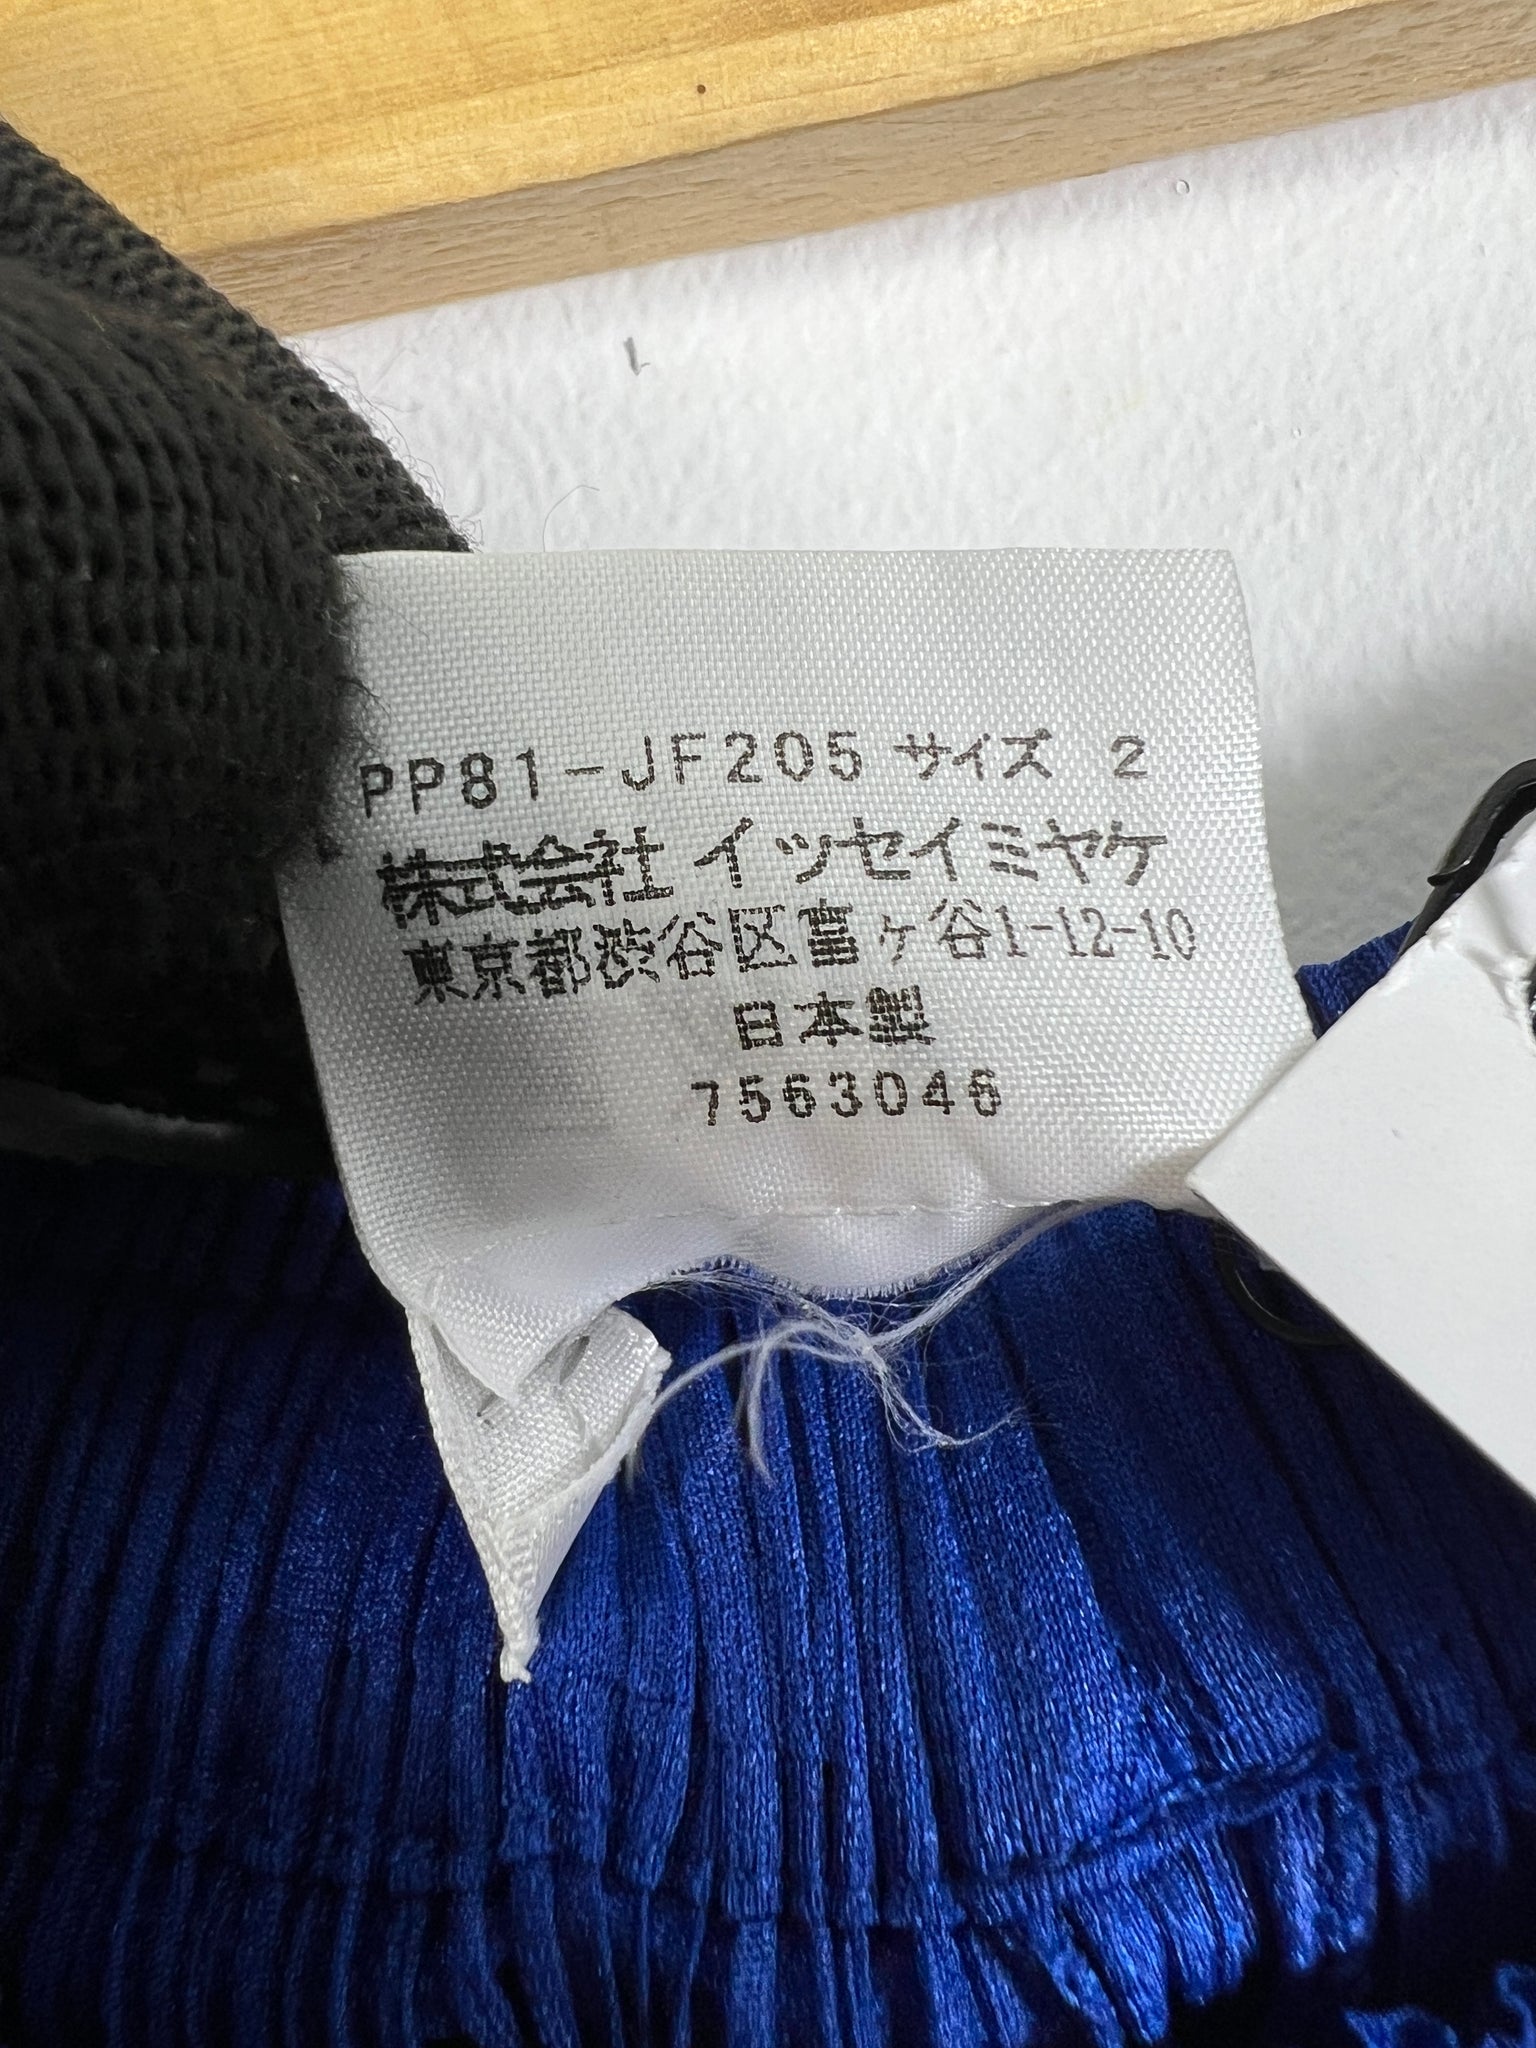 PP81-JF205 サイズ 2
株式会社 イッセイミヤケ
東京都渋谷区富ヶ谷1-12-10
日本製
7563046